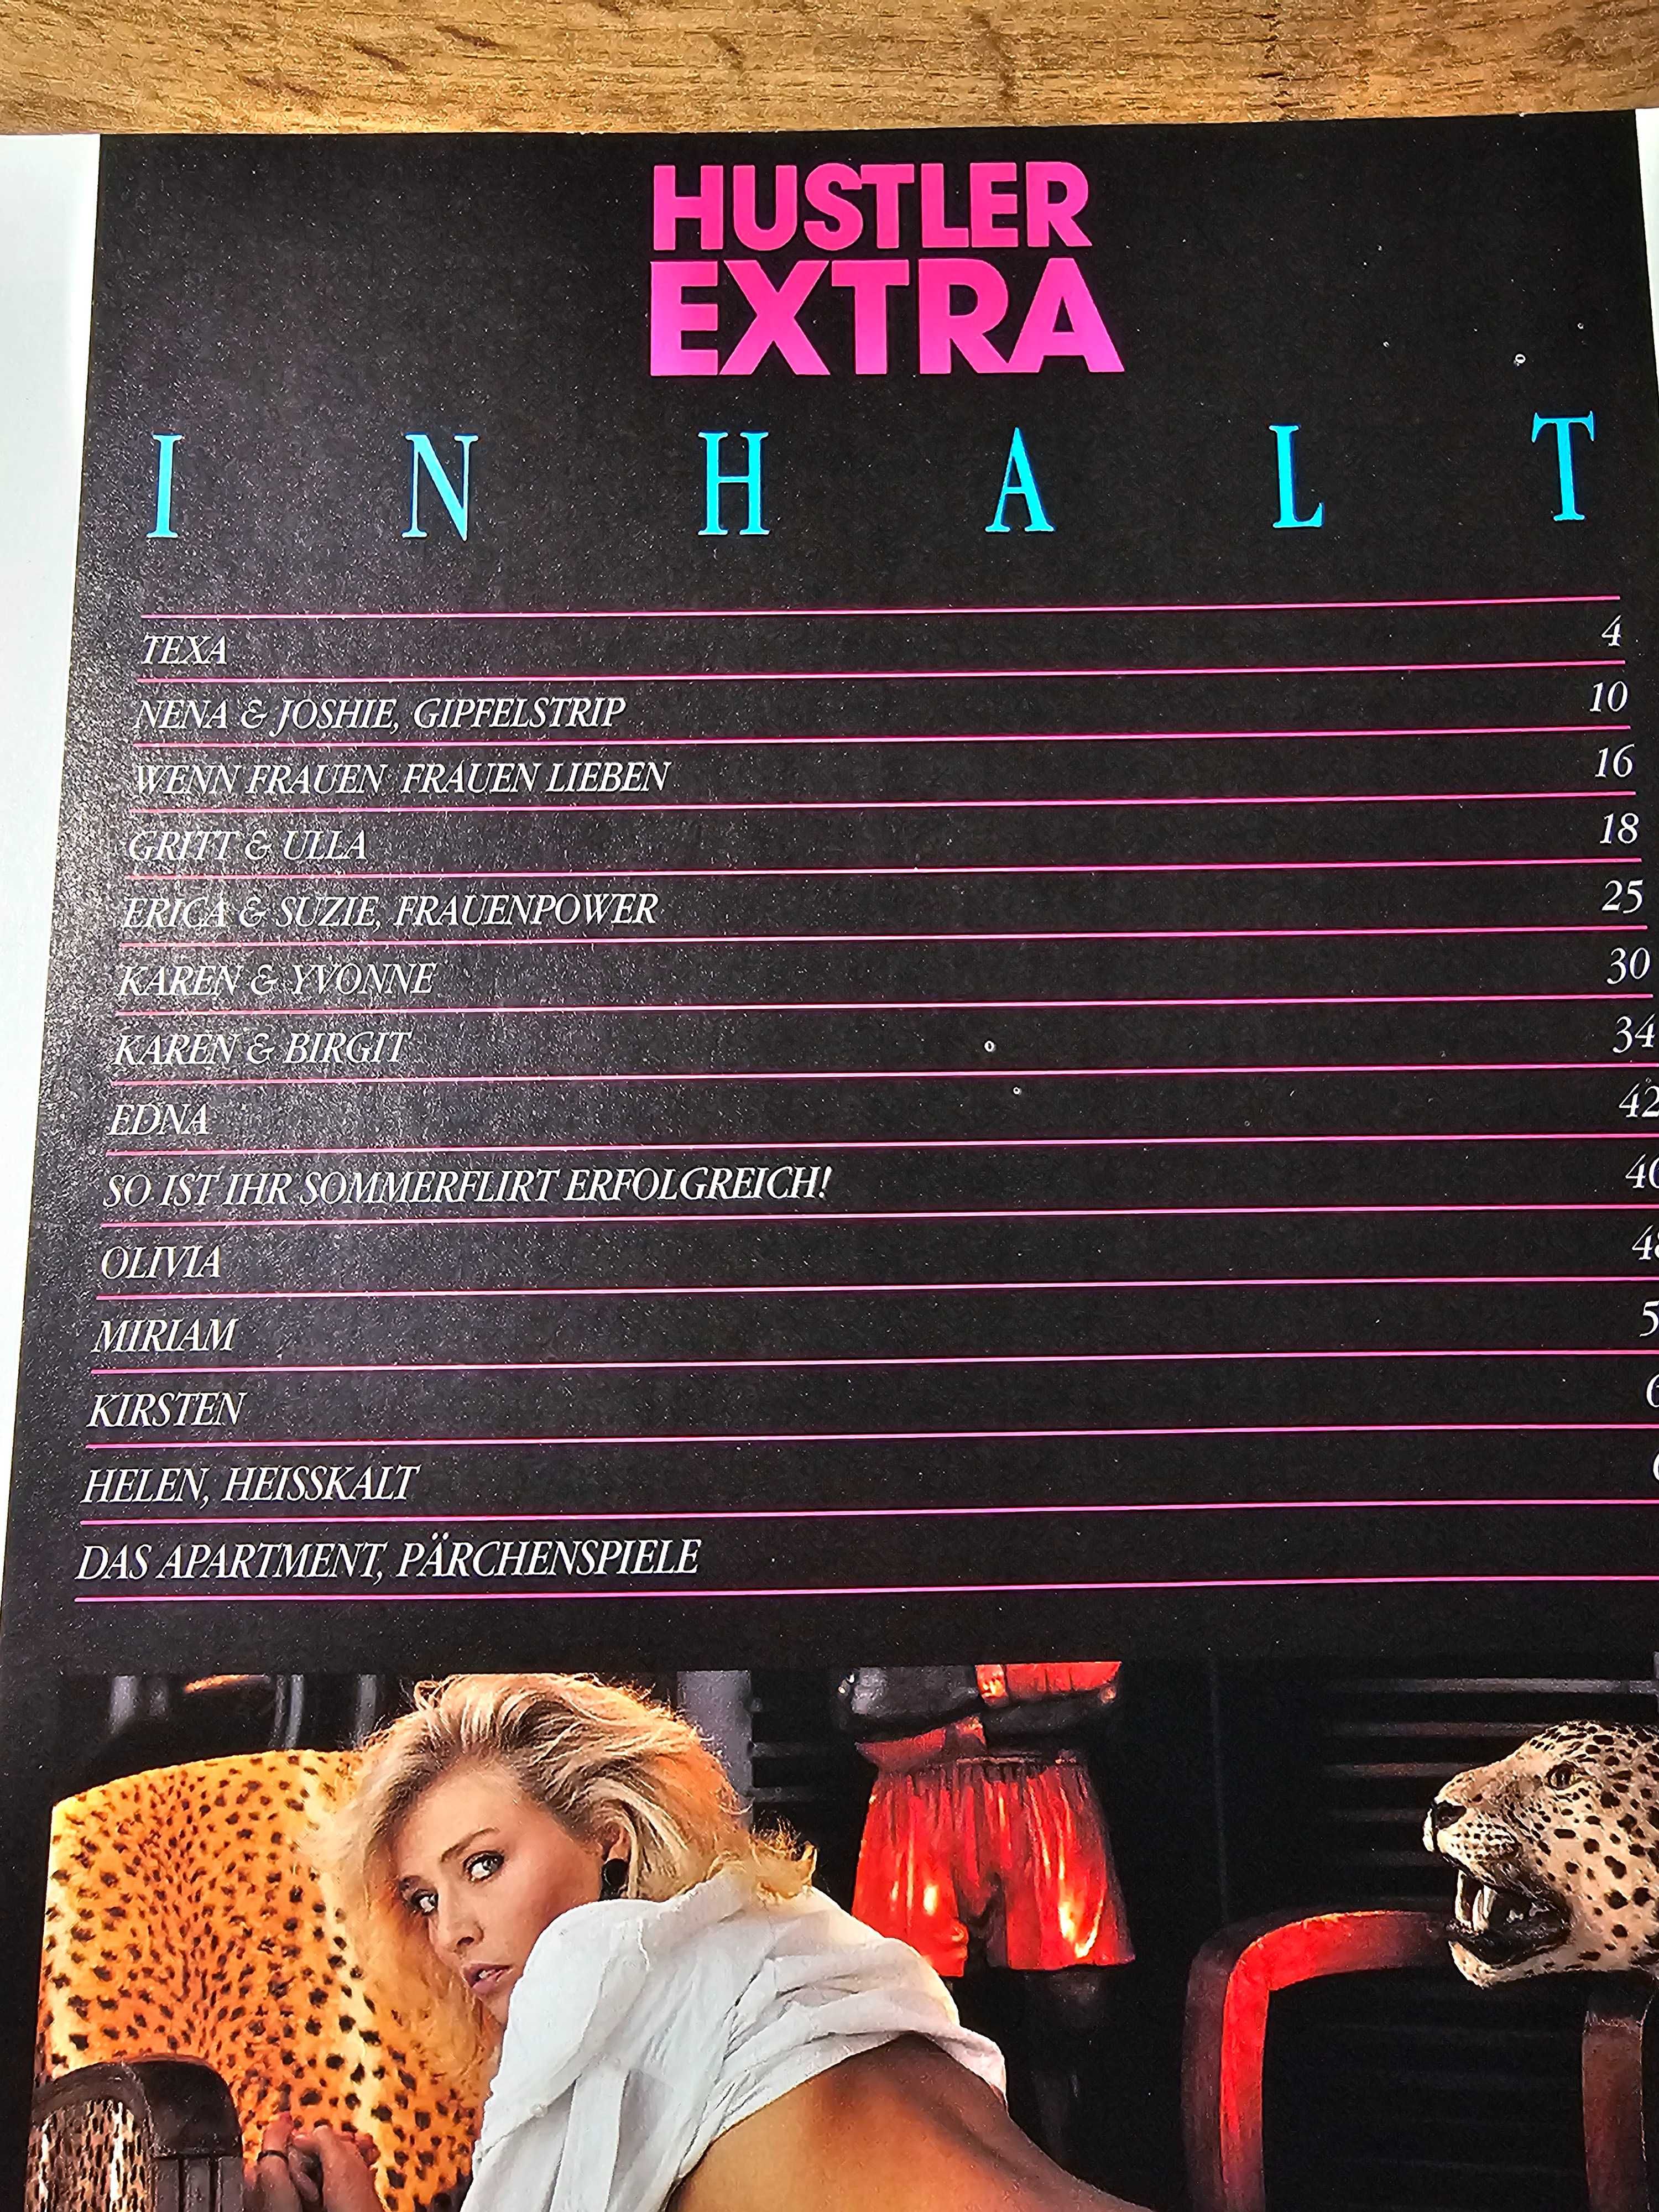 HUSTLER
EXTRA
INHALT
TEXA 4
NENA & JOSHIE, GIPFELSTRIP 10
WENN FRAUEN FRAUEN LIEBEN 16
GRITT & ULLA 18
ERICA & SUZIE, FRAUENPOWER 25
KAREN & YVONNE 30
KAREN & BIRGIT 34
EDNA 42
SO IST IHR SOMMERFLIRT ERFOLGREICH! 40
OLIVIA
MIRIAM
KIRSTEN
HELEN, HEISSKALT
DAS APARTMENT, PÄRCHENSPIELE